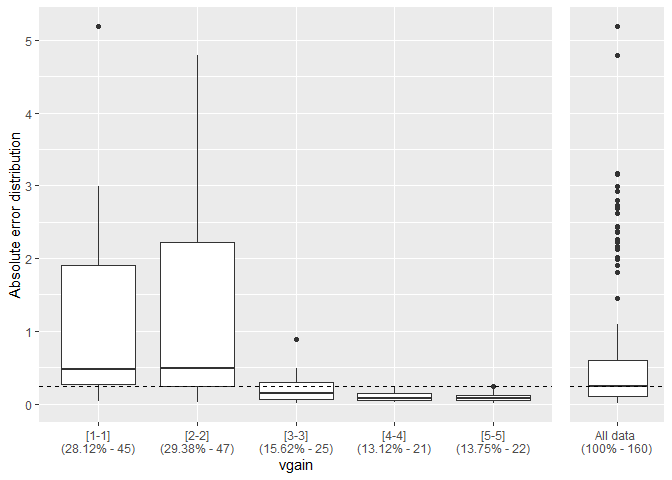 Absolute error distribution
5
4
3
2
1
0
[1-1]
(28.12% - 45)
[2-2]
(29.38% - 47)
[3-3]
(15.62% - 25)
[4-4]
(13.12% - 21)
[5-5]
(13.75% - 22)
All data
(100% - 160)
vgain